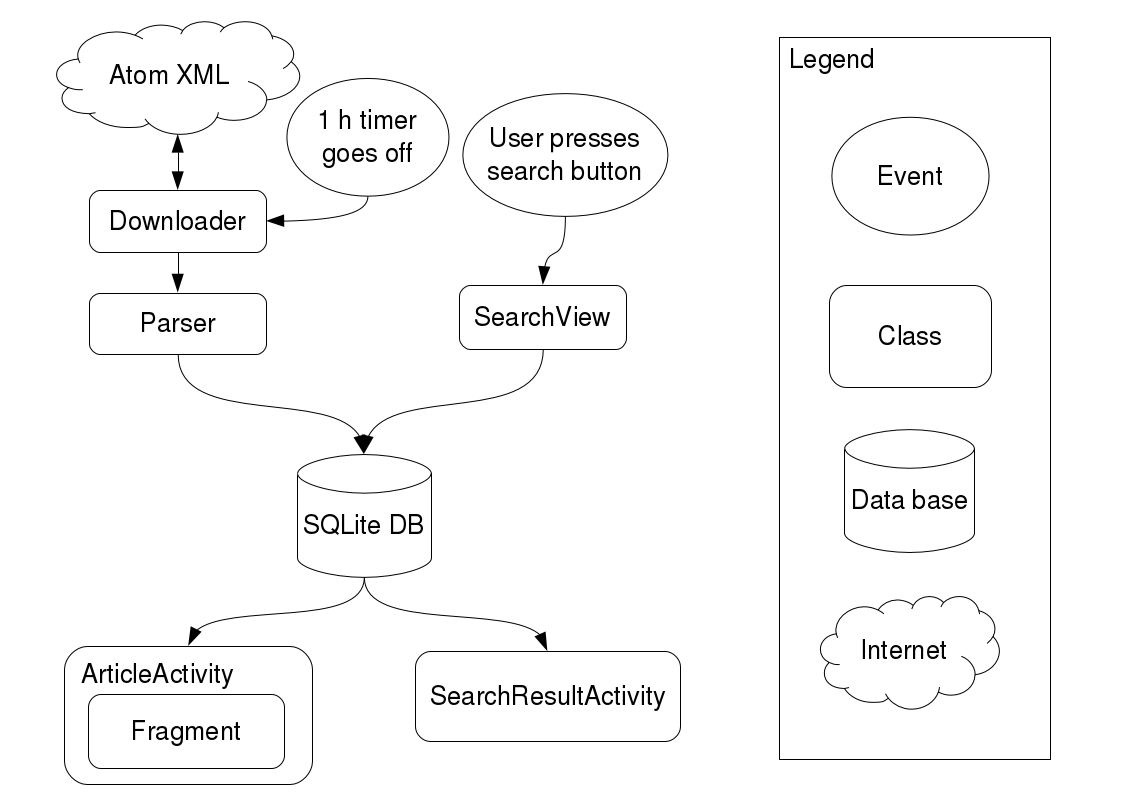 Atom XML
1 h timer
goes off
User presses
search button
Downloader
Parser
SearchView
SQLite DB
ArticleActivity
Fragment
SearchResultActivity
Legend
Event
Class
Data base
Internet